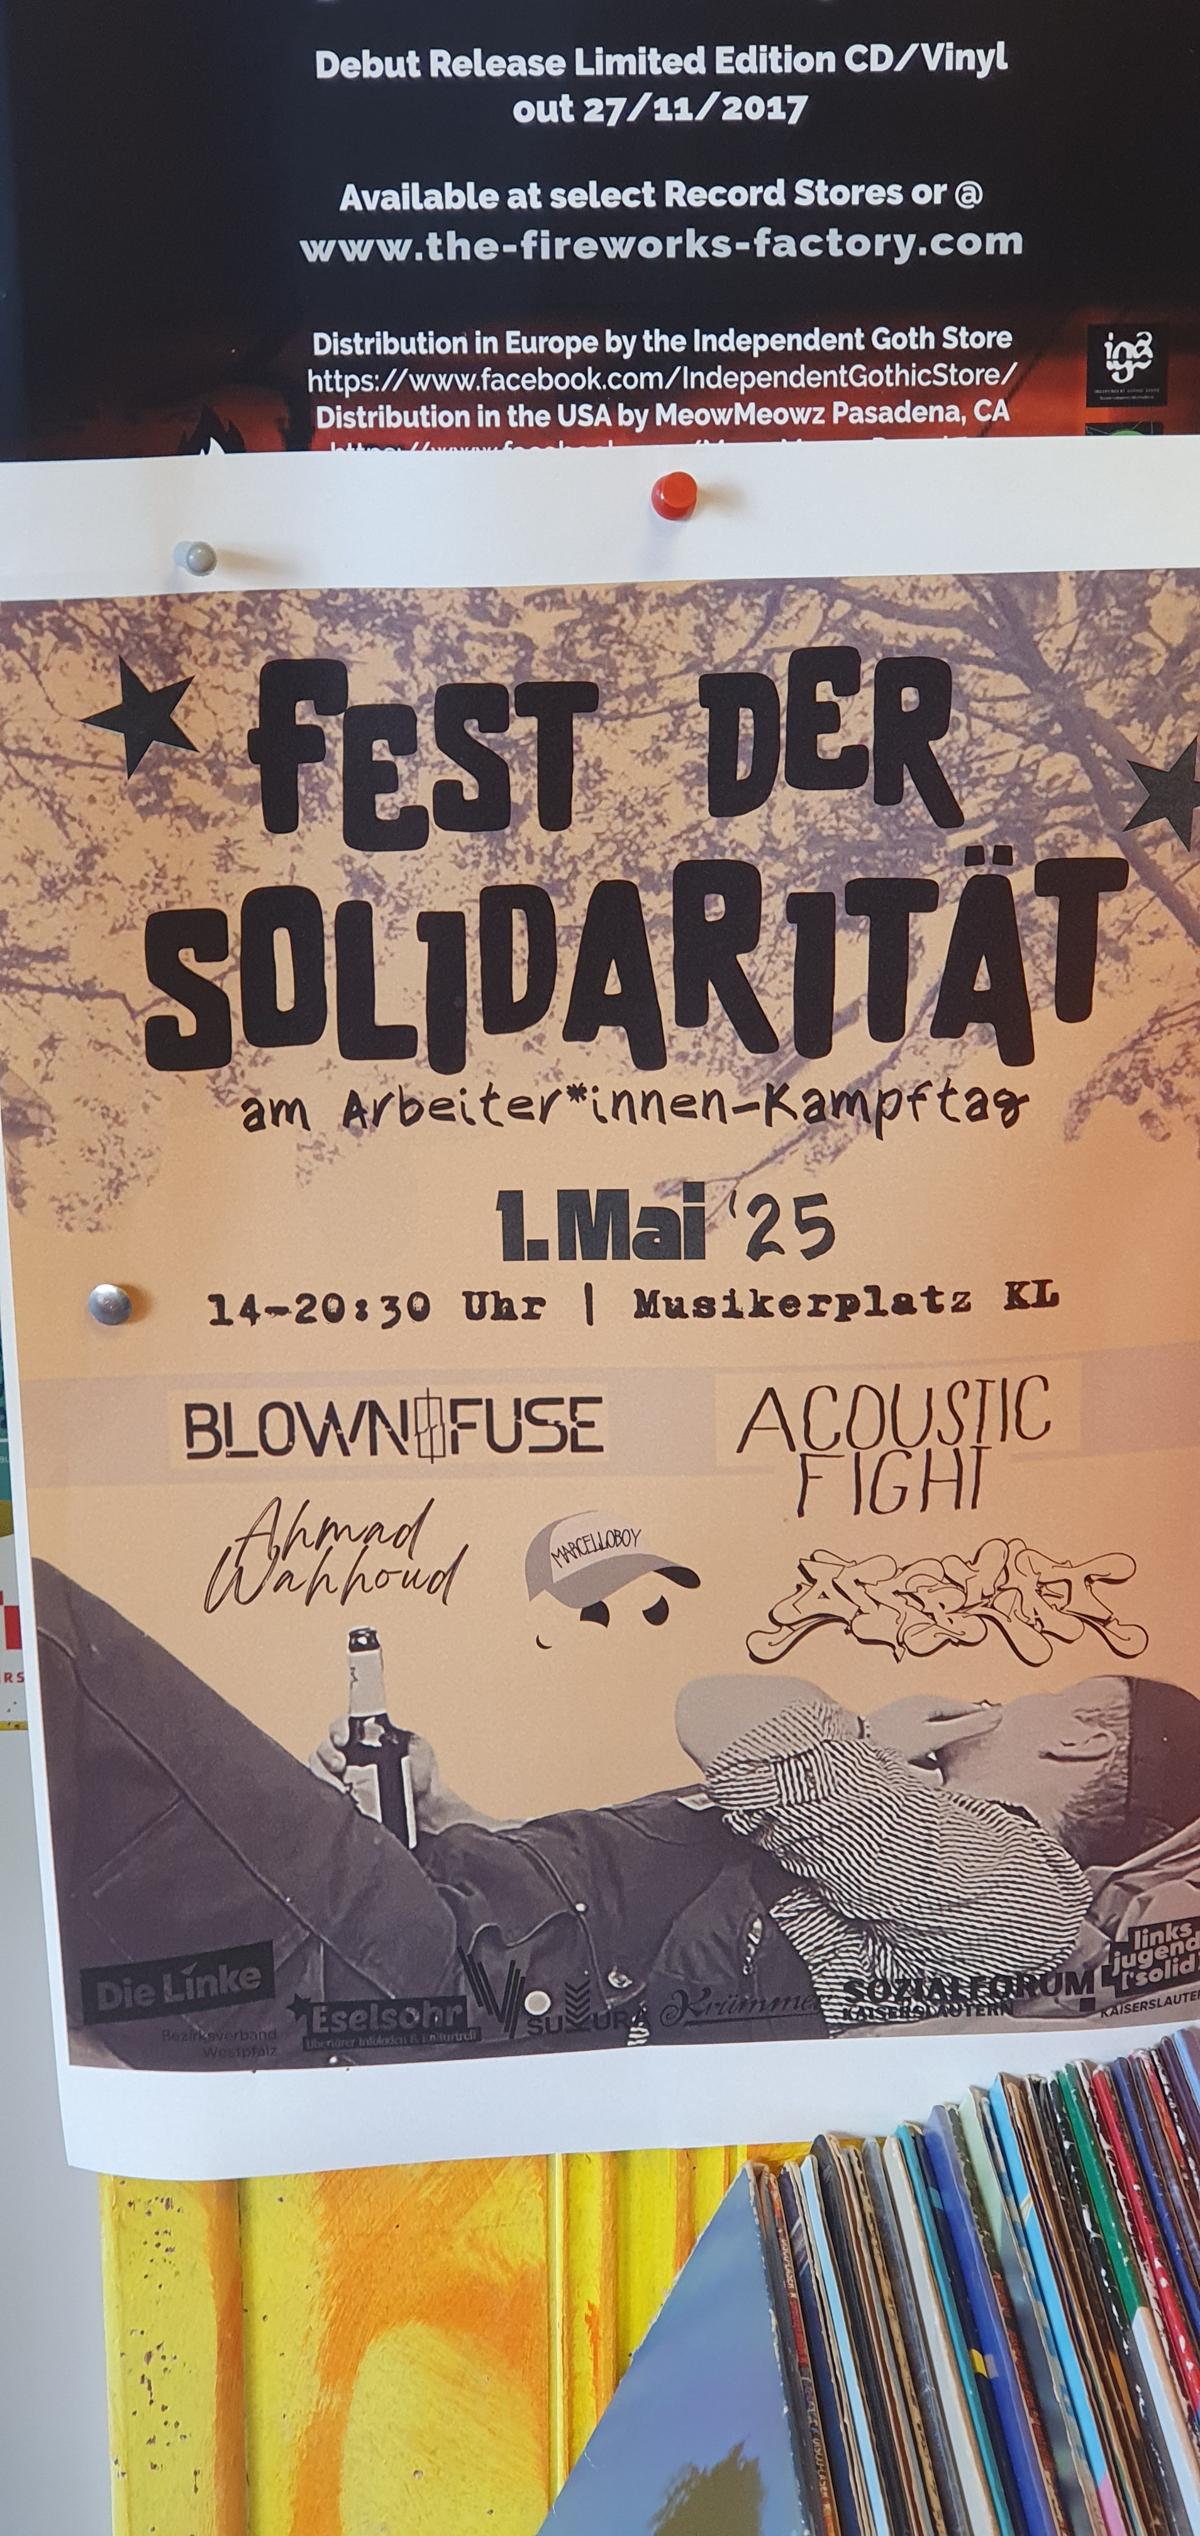 Debut Release Limited Edition CD/Vinyl
out 27/11/2017
Available at select Record Stores or @
www.the-fireworks-factory.com
Distribution in Europe by the Independent Goth Store
https://www.facebook.com/IndependentGothicStore/
Distribution in the USA by MeowMeowz Pasadena, CA
igs
FEST DER
SOLIDARITÄT
am Arbeiter*innen-Kampftag
1. Mai '25
14-20:30 Uhr | Musikerplatz KL
BLOWN FUSE
ACOUSTIC
FIGHT
Ahmad
Wahhoud
MARCELLOBOY
Die Linke
Bezirksverband
Westpfalz
Eselsohr
SOZIALFORUM
KAISERSLAUTERN
links
jugend
['solid]